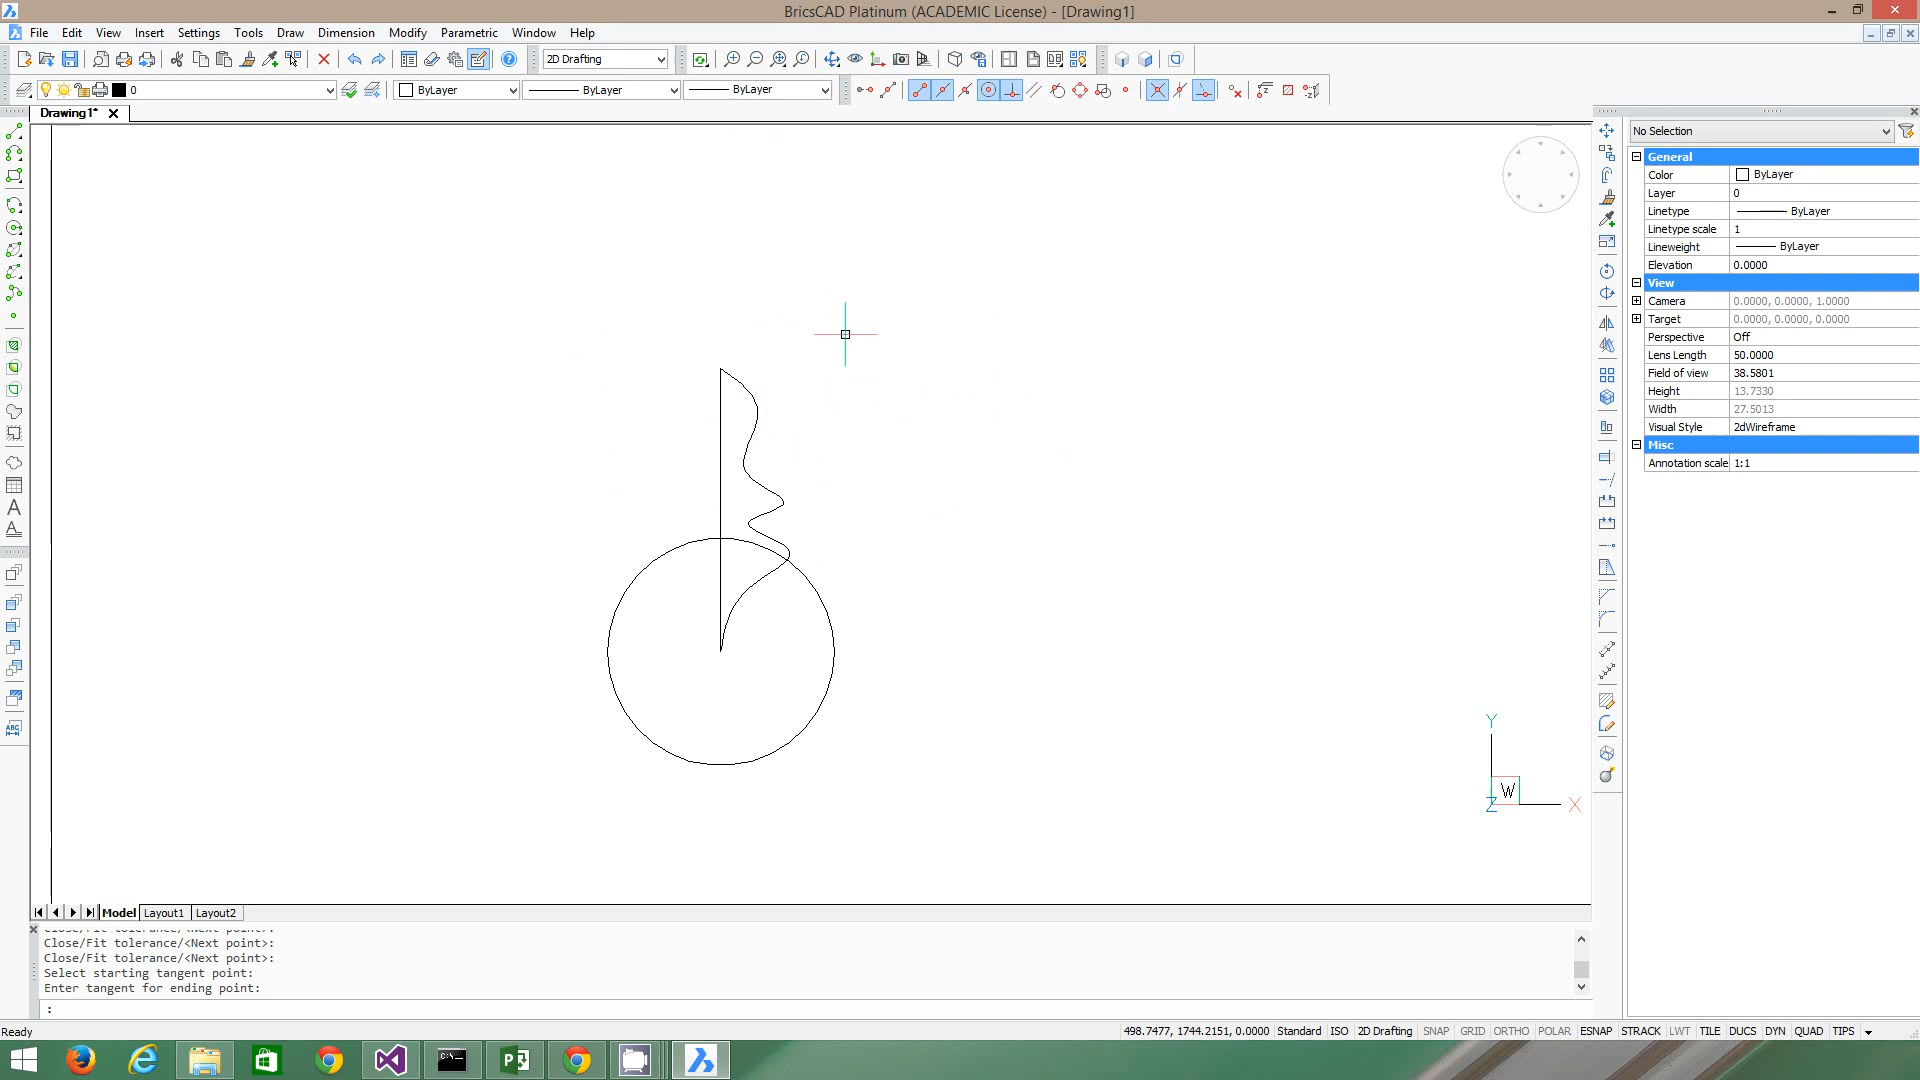 BricsCAD Platinum (ACADEMIC License) - [Drawing1]
File Edit View Insert Settings Tools Draw Dimension Modify Parametric Window Help
2D Drafting
0 ByLayer ByLayer ByLayer
Drawing1*
No Selection
General
Color ByLayer
Layer 0
Linetype ByLayer
Linetype scale 1
Lineweight ByLayer
Elevation 0.0000
View
Camera 0.0000, 0.0000, 1.0000
Target 0.0000, 0.0000, 0.0000
Perspective Off
Lens Length 50.0000
Field of view 38.5801
Height 13.7330
Width 27.5013
Visual Style 2dWireframe
Misc
Annotation scale 1:1
A
A
ABC
Y
W
Z X
Model Layout1 Layout2
Close/Fit tolerance/<Next point>:
Close/Fit tolerance/<Next point>:
Close/Fit tolerance/<Next point>:
Select starting tangent point:
Enter tangent for ending point:
:
Ready 498.7477, 1744.2151, 0.0000 Standard ISO 2D Drafting SNAP GRID ORTHO POLAR ESNAP STRACK LWT TILE DUCS DYN QUAD TIPS